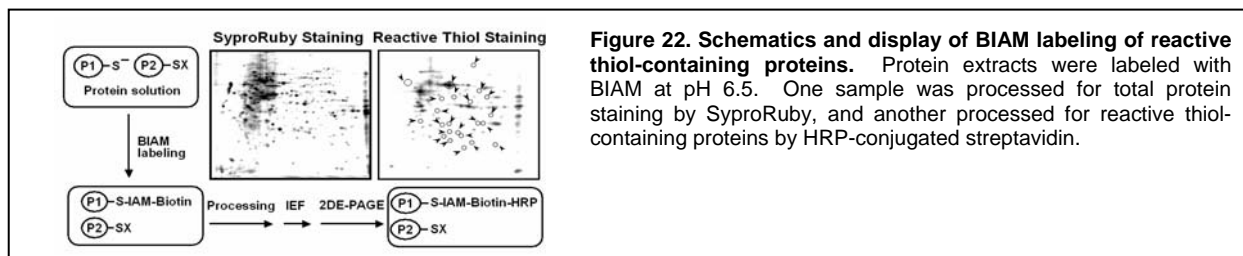 SyproRuby Staining
Reactive Thiol Staining
P1-S⁻ P2-SX
Protein solution
BIAM
labeling
P1-S-IAM-Biotin
P2-SX
Processing IEF 2DE-PAGE
P1-S-IAM-Biotin-HRP
P2-SX
Figure 22. Schematics and display of BIAM labeling of reactive
thiol-containing proteins. Protein extracts were labeled with
BIAM at pH 6.5. One sample was processed for total protein
staining by SyproRuby, and another processed for reactive thiol-
containing proteins by HRP-conjugated streptavidin.